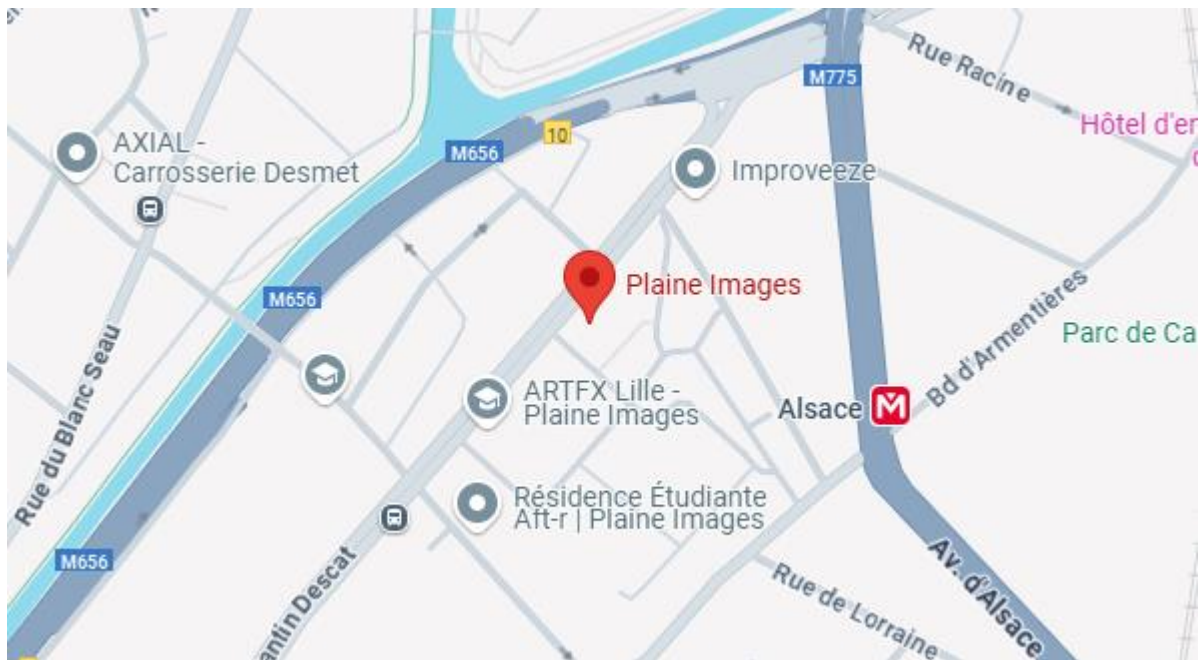 Rue Racine
M775
Hôtel d'er
10
AXIAL -
Carrosserie Desmet
M656
Improveeze
Plaine Images
M656
Parc de Ca
Bd d'Armentières
Rue du Blanc Seau
ARTFX Lille -
Plaine Images
Alsace
M
Résidence Étudiante
Aft-r | Plaine Images
M656
antin Descat
Av. d'Alsace
Rue de Lorraine